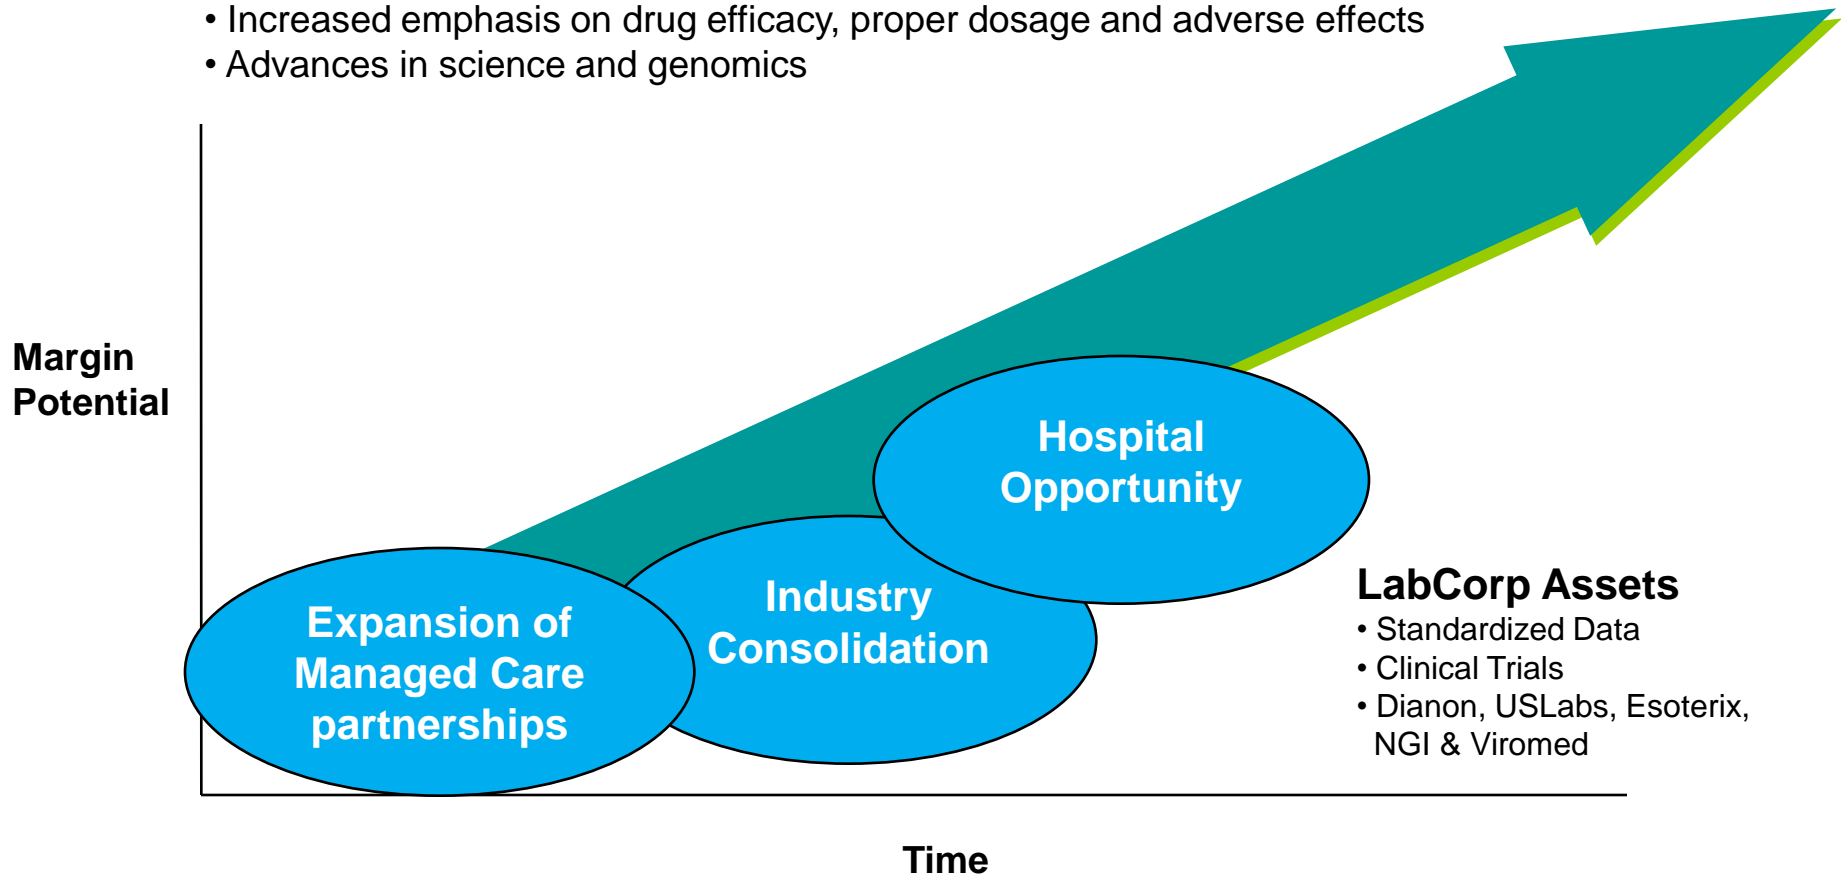 • Increased emphasis on drug efficacy, proper dosage and adverse effects
• Advances in science and genomics
Margin
Potential
Hospital
Opportunity
Industry
Consolidation
Expansion of
Managed Care
partnerships
LabCorp Assets
• Standardized Data
• Clinical Trials
• Dianon, USLabs, Esoterix,
NGI & Viromed
Time